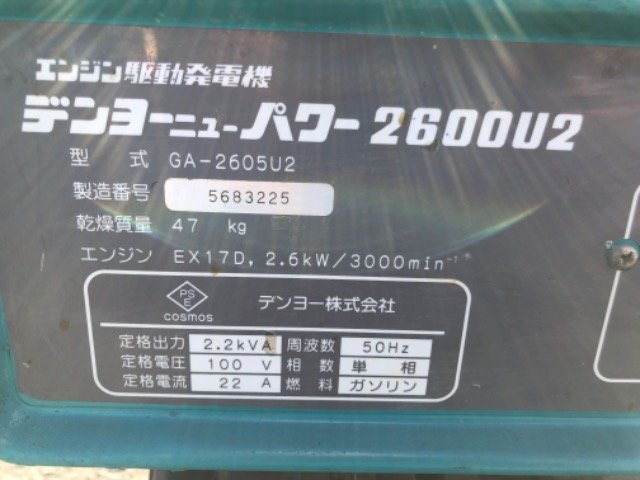 エンジン駆動発電機
デンヨーニューパワー2600U2
型 式 GA-2605U2
製造番号 5683225
乾燥質量 47 kg
エンジン EX17D, 2.6kW/3000min⁻¹
PSE
COSMOS
デンヨー株式会社
定格出力 2.2kVA 周波数 50Hz
定格電圧 100 V 相 数 単 相
定格電流 22 A 燃 料 ガソリン